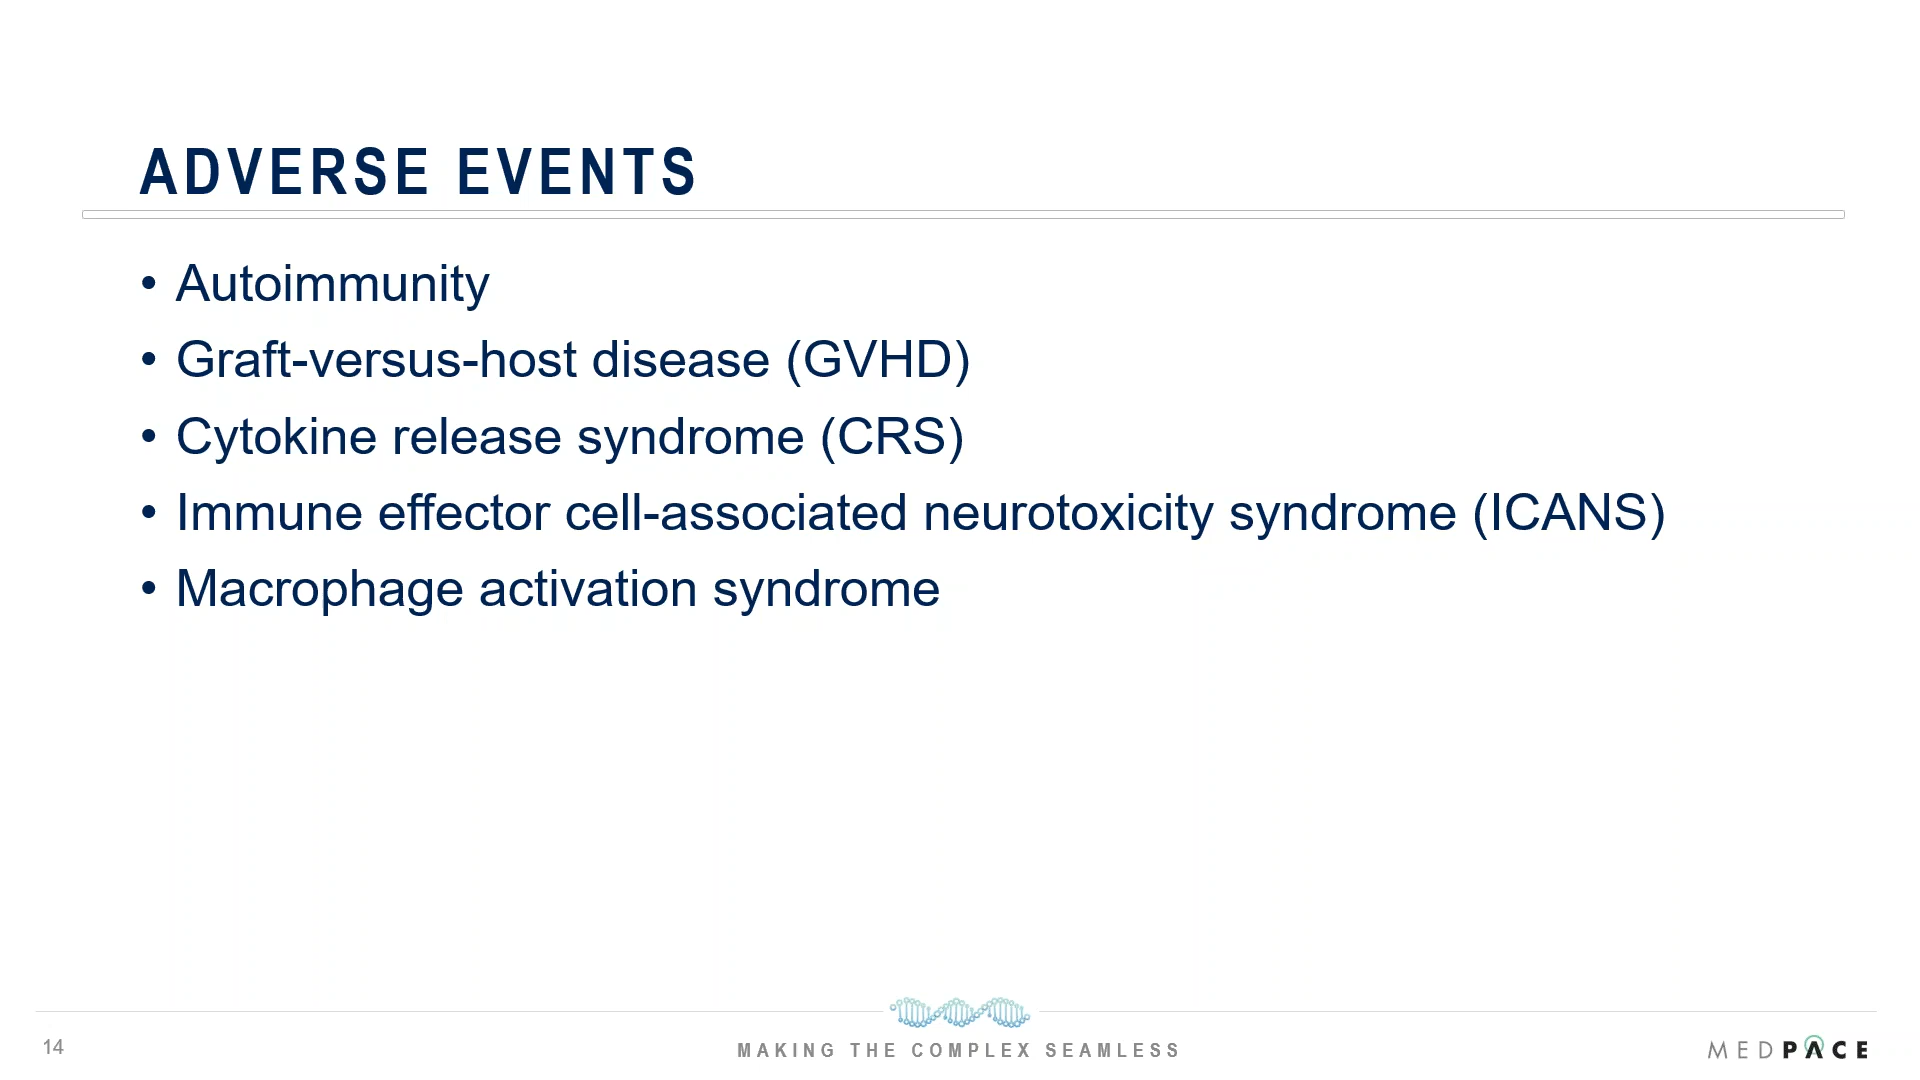 ADVERSE EVENTS
• Autoimmunity
• Graft-versus-host disease (GVHD)
• Cytokine release syndrome (CRS)
• Immune effector cell-associated neurotoxicity syndrome (ICANS)
• Macrophage activation syndrome
14
MAKING THE COMPLEX SEAMLESS
MEDPACE